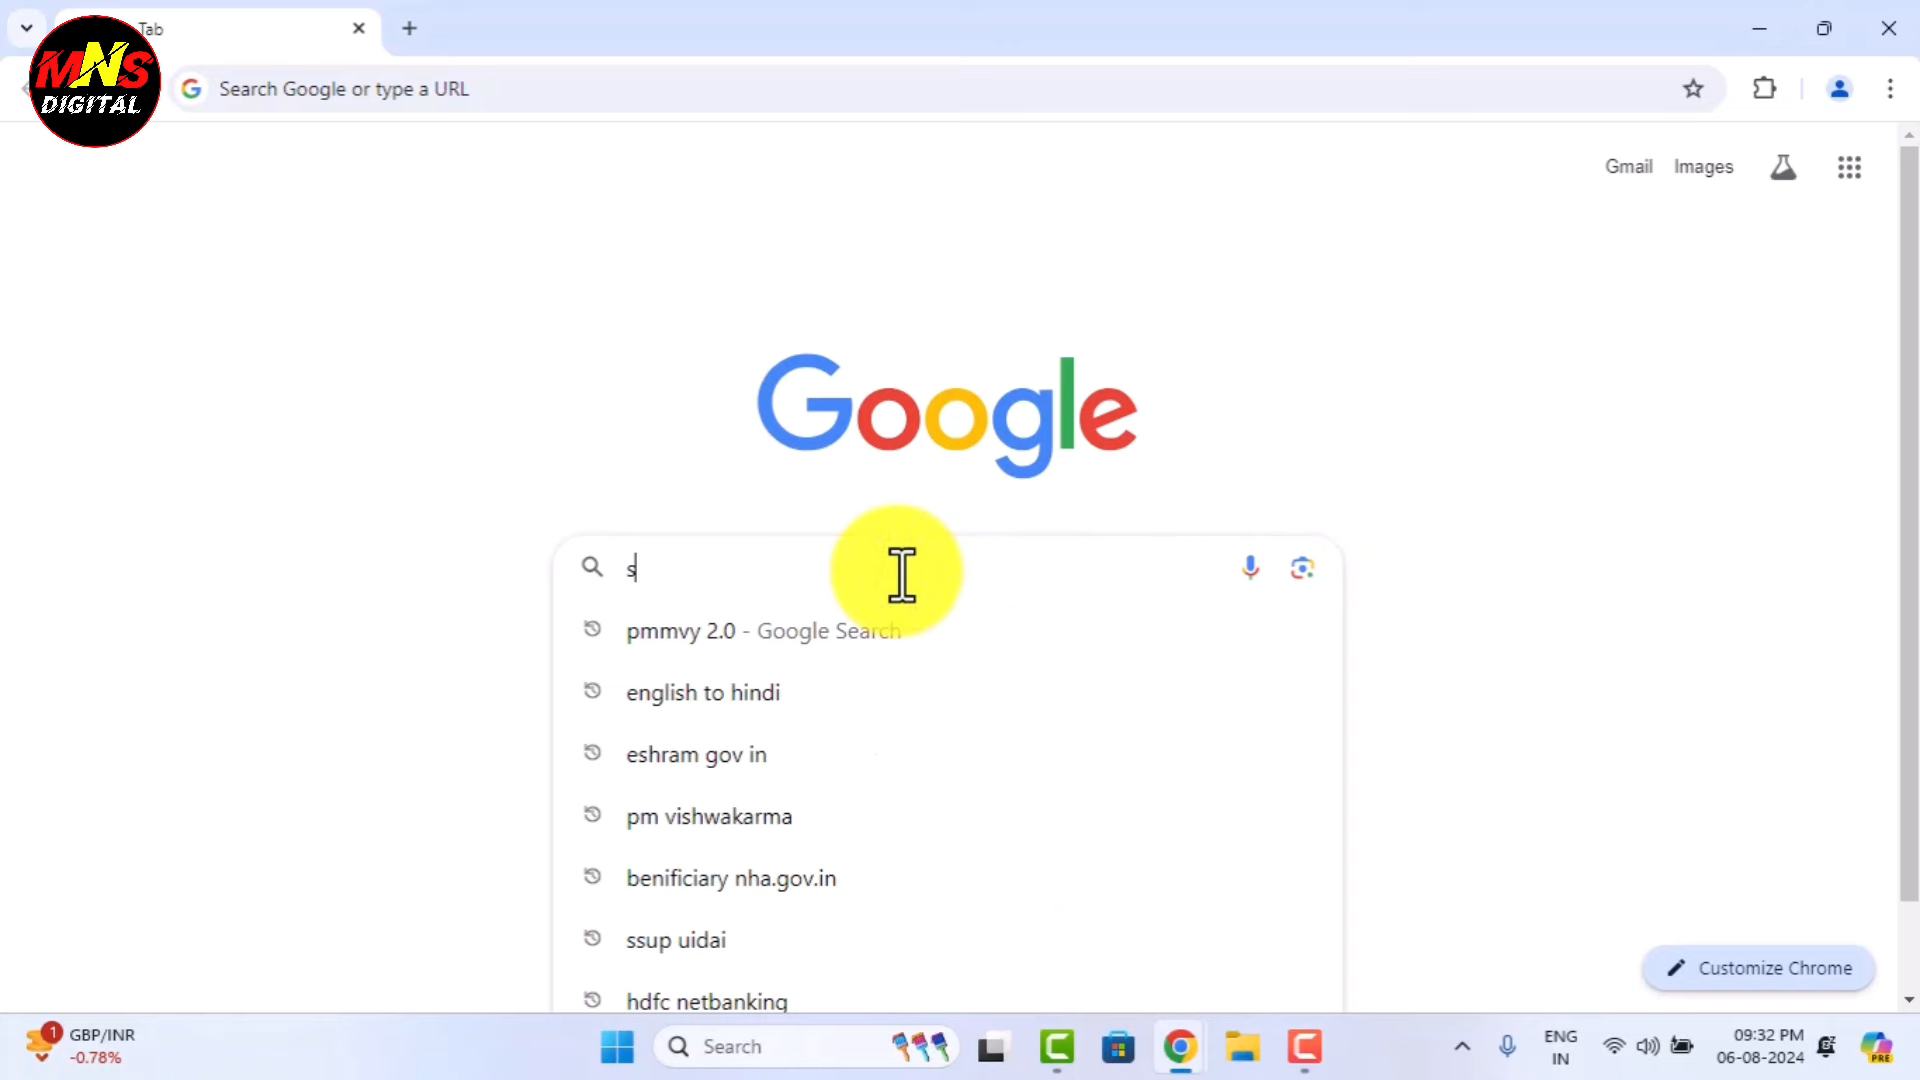 Tab
MNS
DIGITAL
Search Google or type a URL
Gmail Images
Google
s
pmmvy 2.0 - Google Search
english to hindi
eshram gov in
pm vishwakarma
benificiary nha.gov.in
ssup uidai
hdfc netbanking
Customize Chrome
1
GBP/INR
-0.78%
Search
ENG
IN
09:32 PM
06-08-2024
PRE